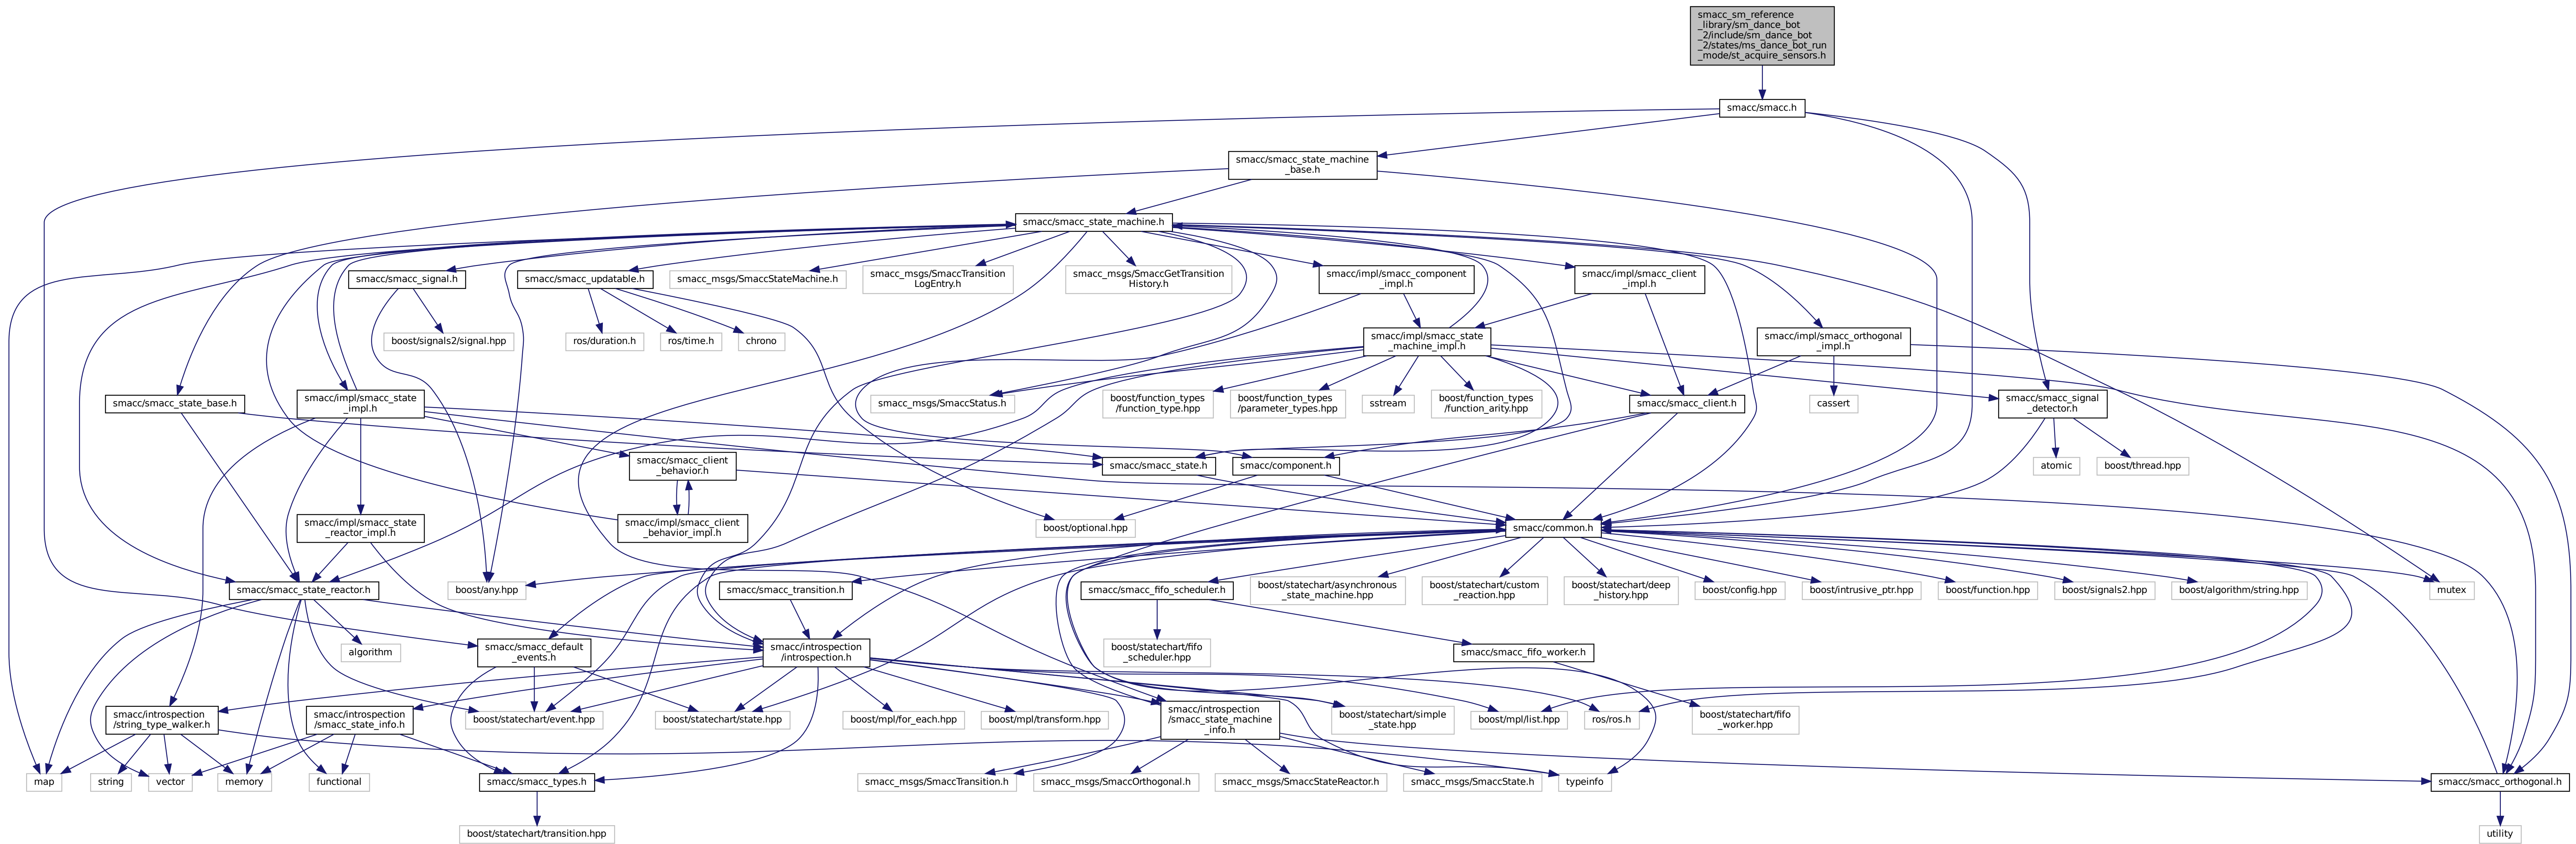 smacc_sm_reference
_library/sm_dance_bot
_2/include/sm_dance_bot
_2/states/ms_dance_bot_run
_mode/st_acquire_sensors.h
smacc/smacc.h
smacc/smacc_state_machine
_base.h
smacc/smacc_state_machine.h
smacc/smacc_signal.h
smacc/smacc_updatable.h
smacc_msgs/SmaccStateMachine.h
smacc_msgs/SmaccTransition
LogEntry.h
smacc_msgs/SmaccGetTransition
History.h
smacc/impl/smacc_component
_impl.h
smacc/impl/smacc_client
_impl.h
boost/signals2/signal.hpp
ros/duration.h
ros/time.h
chrono
smacc/impl/smacc_state
_machine_impl.h
smacc/impl/smacc_orthogonal
_impl.h
smacc/smacc_state_base.h
smacc/impl/smacc_state
_impl.h
smacc_msgs/SmaccStatus.h
boost/function_types
/function_type.hpp
boost/function_types
/parameter_types.hpp
sstream
boost/function_types
/function_arity.hpp
smacc/smacc_client.h
cassert
smacc/smacc_signal
_detector.h
smacc/smacc_client
_behavior.h
smacc/smacc_state.h
smacc/component.h
atomic
boost/thread.hpp
smacc/impl/smacc_state
_reactor_impl.h
smacc/impl/smacc_client
_behavior_impl.h
boost/optional.hpp
smacc/common.h
smacc/smacc_state_reactor.h
boost/any.hpp
smacc/smacc_transition.h
smacc/smacc_fifo_scheduler.h
boost/statechart/asynchronous
_state_machine.hpp
boost/statechart/custom
_reaction.hpp
boost/statechart/deep
_history.hpp
boost/config.hpp
boost/intrusive_ptr.hpp
boost/function.hpp
boost/signals2.hpp
boost/algorithm/string.hpp
mutex
algorithm
smacc/smacc_default
_events.h
smacc/introspection
/introspection.h
boost/statechart/fifo
_scheduler.hpp
smacc/smacc_fifo_worker.h
smacc/introspection
/string_type_walker.h
smacc/introspection
/smacc_state_info.h
boost/statechart/event.hpp
boost/statechart/state.hpp
boost/mpl/for_each.hpp
boost/mpl/transform.hpp
smacc/introspection
/smacc_state_machine
_info.h
boost/statechart/simple
_state.hpp
boost/mpl/list.hpp
ros/ros.h
boost/statechart/fifo
_worker.hpp
map
string
vector
memory
functional
smacc/smacc_types.h
smacc_msgs/SmaccTransition.h
smacc_msgs/SmaccOrthogonal.h
smacc_msgs/SmaccStateReactor.h
smacc_msgs/SmaccState.h
typeinfo
smacc/smacc_orthogonal.h
boost/statechart/transition.hpp
utility